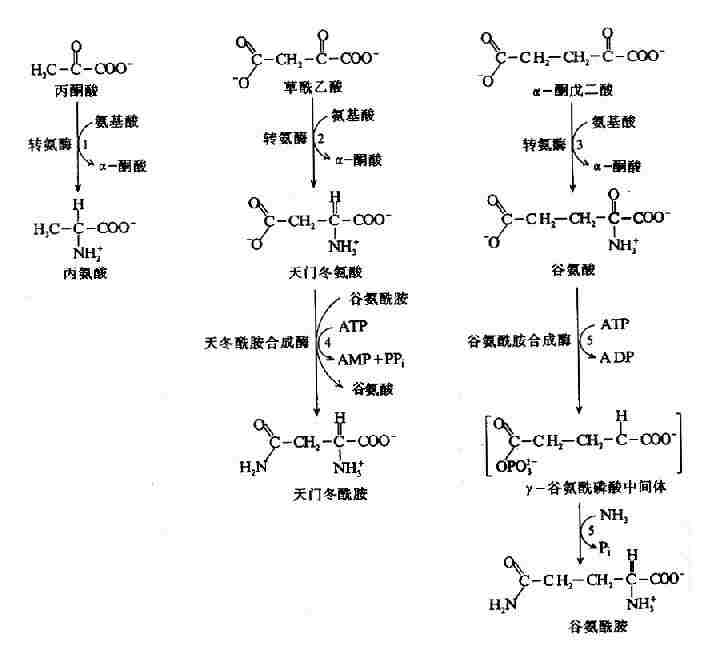 O
H₃C—C—COO⁻
丙酮酸
氨基酸
转氨酶 1
α-酮酸
H
H₃C—C—COO⁻
NH₃⁺
丙氨酸
O O
C—CH₂—C—COO⁻
⁻O
草酰乙酸
氨基酸
转氨酶 2
α-酮酸
O H
C—CH₂—C—COO⁻
⁻O NH₃⁺
天门冬氨酸
谷氨酰胺
ATP
天冬酰胺合成酶 4
AMP+PPi
谷氨酸
O H
C—CH₂—C—COO⁻
H₂N NH₃⁺
天门冬酰胺
O O
C—CH₂—CH₂—C—COO⁻
⁻O
α-酮戊二酸
氨基酸
转氨酶 3
α-酮酸
O O
C—CH₂—CH₂—C—COO⁻
⁻O NH₃⁺
谷氨酸
ATP
谷氨酰胺合成酶 5
ADP
O H
C—CH₂—CH₂—C—COO⁻
OPO₃²⁻
γ-谷氨酰磷酸中间体
NH₃
5
Pi
O H
C—CH₂—CH₂—C—COO⁻
H₂N NH₃⁺
谷氨酰胺